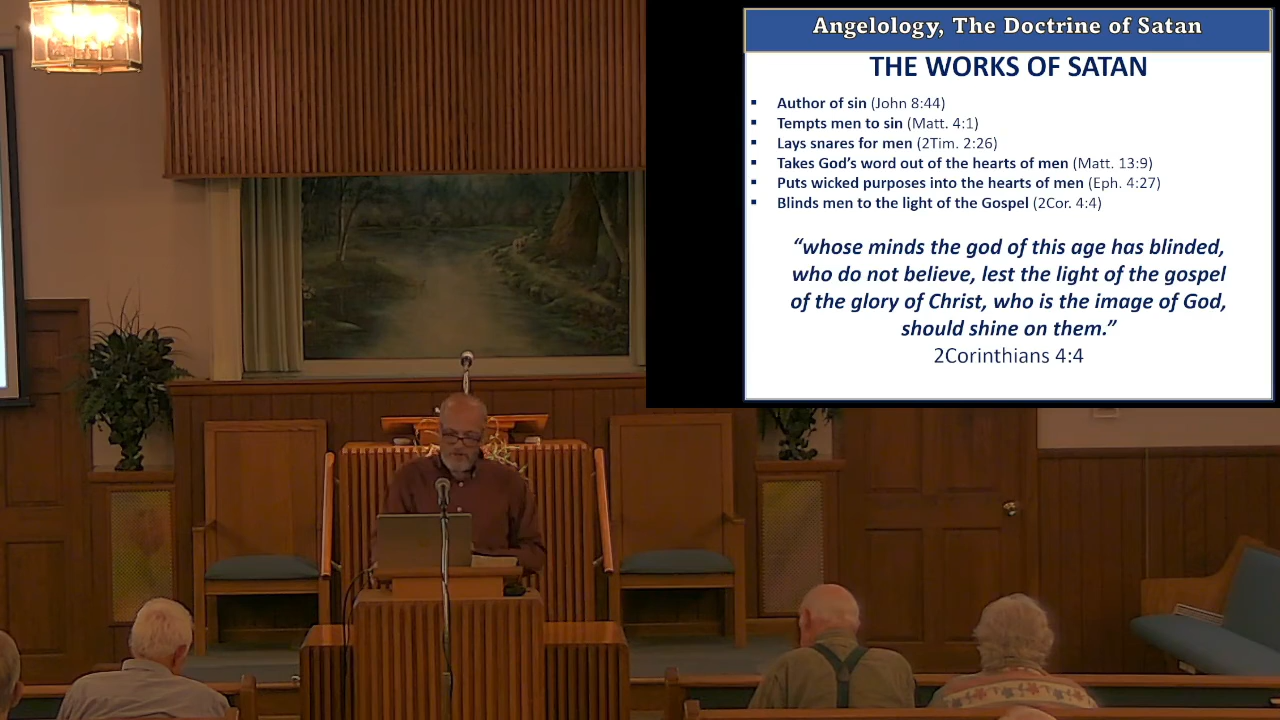 Angelology, The Doctrine of Satan
THE WORKS OF SATAN
▪ Author of sin (John 8:44)
▪ Tempts men to sin (Matt. 4:1)
▪ Lays snares for men (2Tim. 2:26)
▪ Takes God's word out of the hearts of men (Matt. 13:9)
▪ Puts wicked purposes into the hearts of men (Eph. 4:27)
▪ Blinds men to the light of the Gospel (2Cor. 4:4)
“whose minds the god of this age has blinded,
who do not believe, lest the light of the gospel
of the glory of Christ, who is the image of God,
should shine on them.”
2Corinthians 4:4